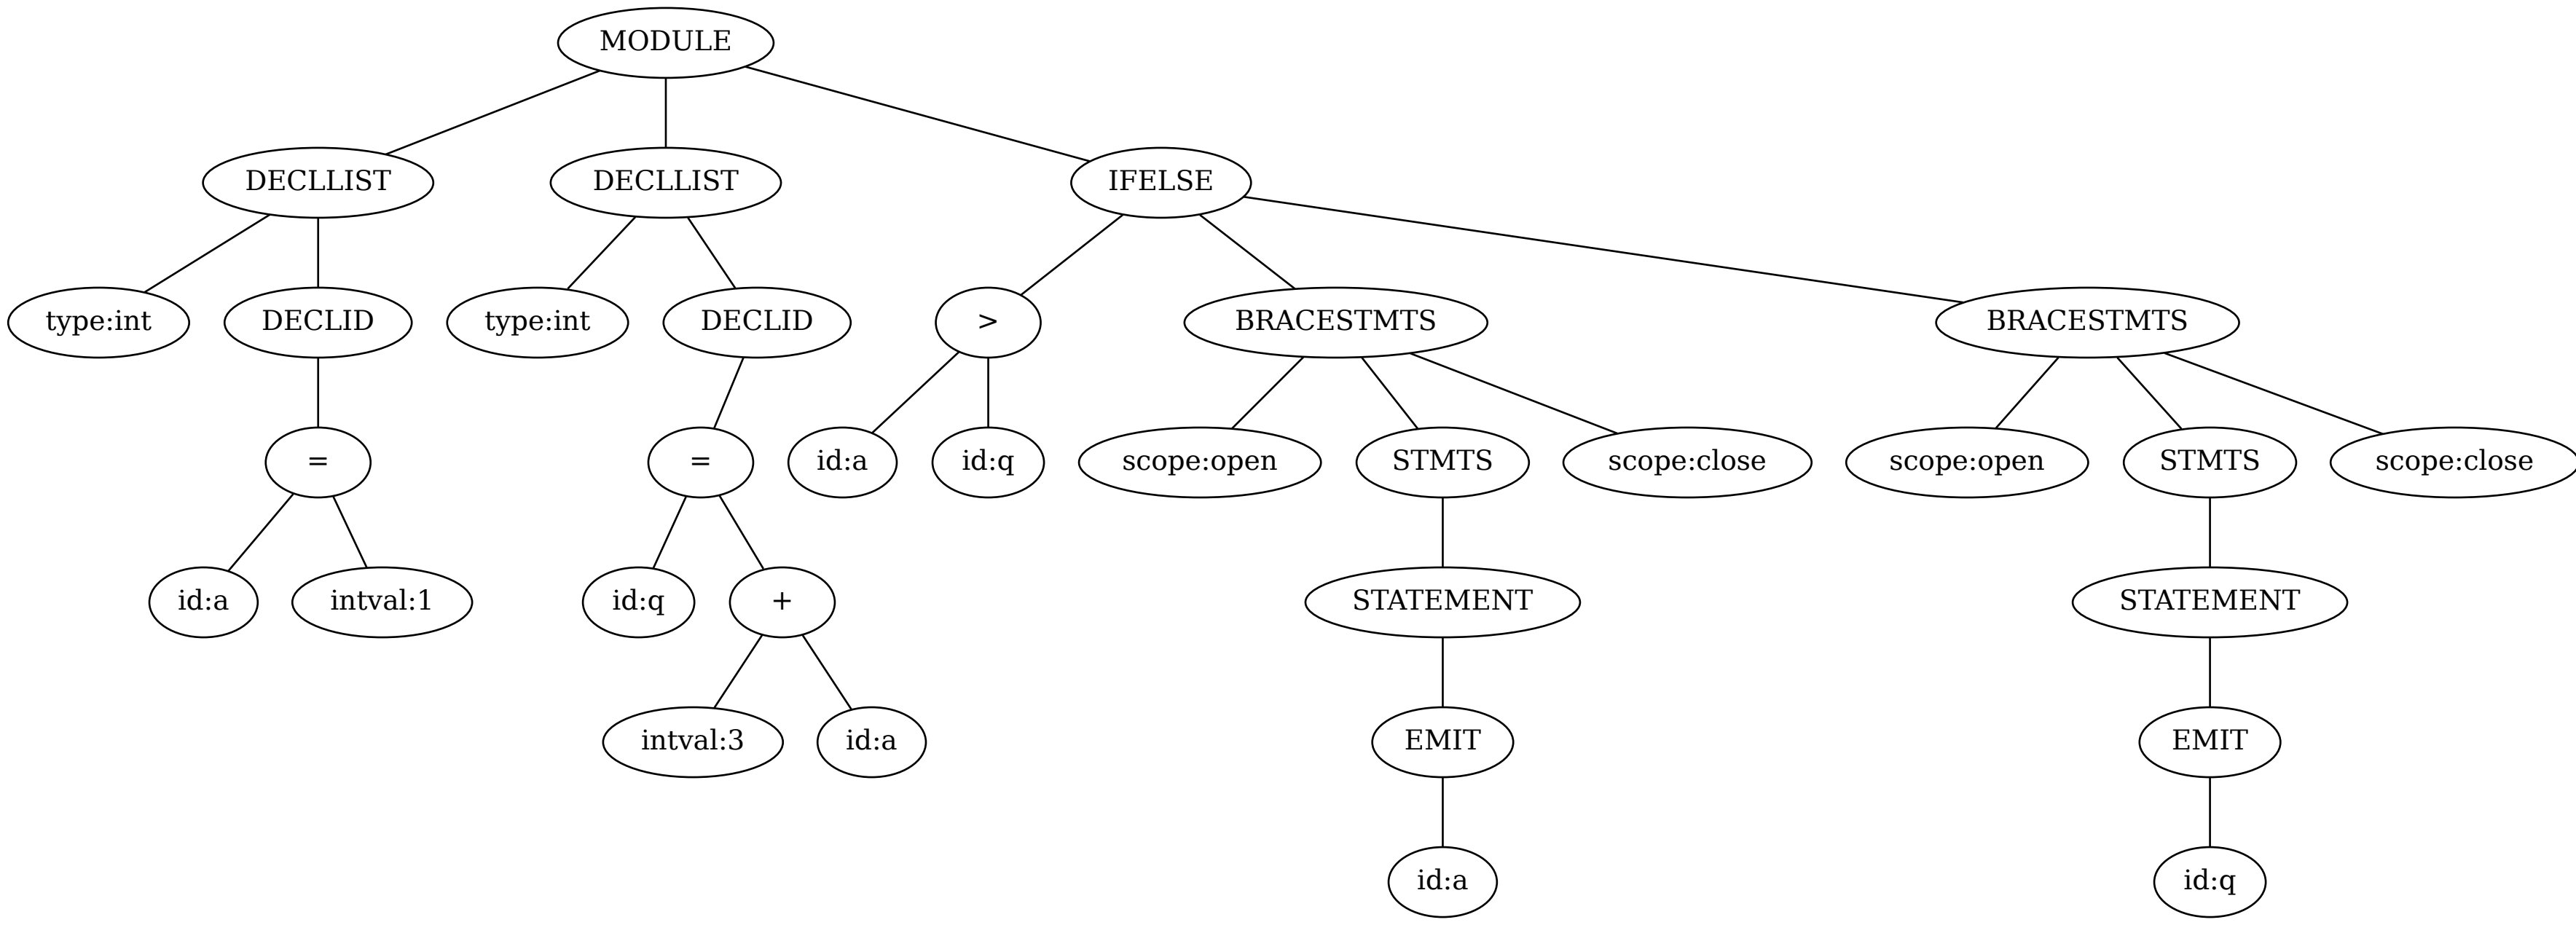 MODULE
DECLLIST DECLLIST IFELSE
type:int DECLID type:int DECLID > BRACESTMTS BRACESTMTS
= = id:a id:q scope:open STMTS scope:close scope:open STMTS scope:close
id:a intval:1 id:q + STATEMENT STATEMENT
intval:3 id:a EMIT EMIT
id:a id:q